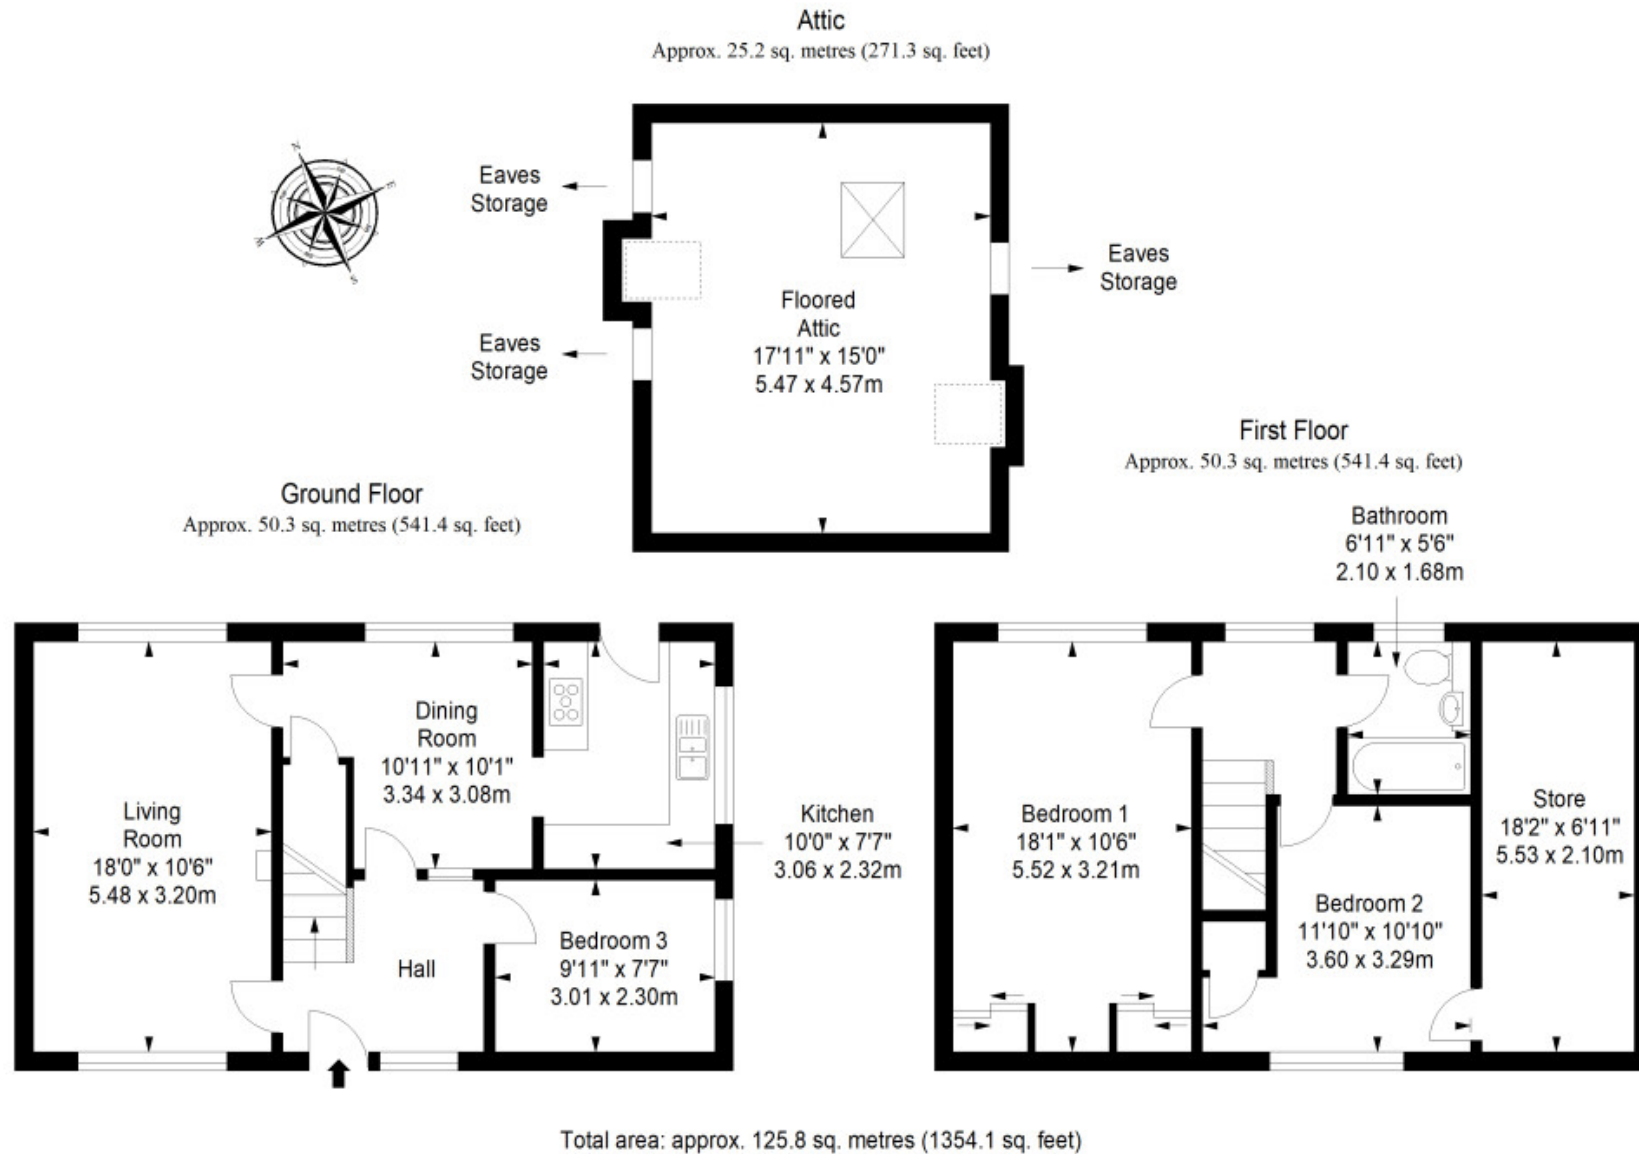 Attic
Approx. 25.2 sq. metres (271.3 sq. feet)
N
E
S
W
Eaves
Storage
Eaves
Storage
Eaves
Storage
Floored
Attic
17'11" x 15'0"
5.47 x 4.57m
Ground Floor
Approx. 50.3 sq. metres (541.4 sq. feet)
Living
Room
18'0" x 10'6"
5.48 x 3.20m
Dining
Room
10'11" x 10'1"
3.34 x 3.08m
Kitchen
10'0" x 7'7"
3.06 x 2.32m
Hall
Bedroom 3
9'11" x 7'7"
3.01 x 2.30m
First Floor
Approx. 50.3 sq. metres (541.4 sq. feet)
Bathroom
6'11" x 5'6"
2.10 x 1.68m
Bedroom 1
18'1" x 10'6"
5.52 x 3.21m
Bedroom 2
11'10" x 10'10"
3.60 x 3.29m
Store
18'2" x 6'11"
5.53 x 2.10m
Total area: approx. 125.8 sq. metres (1354.1 sq. feet)